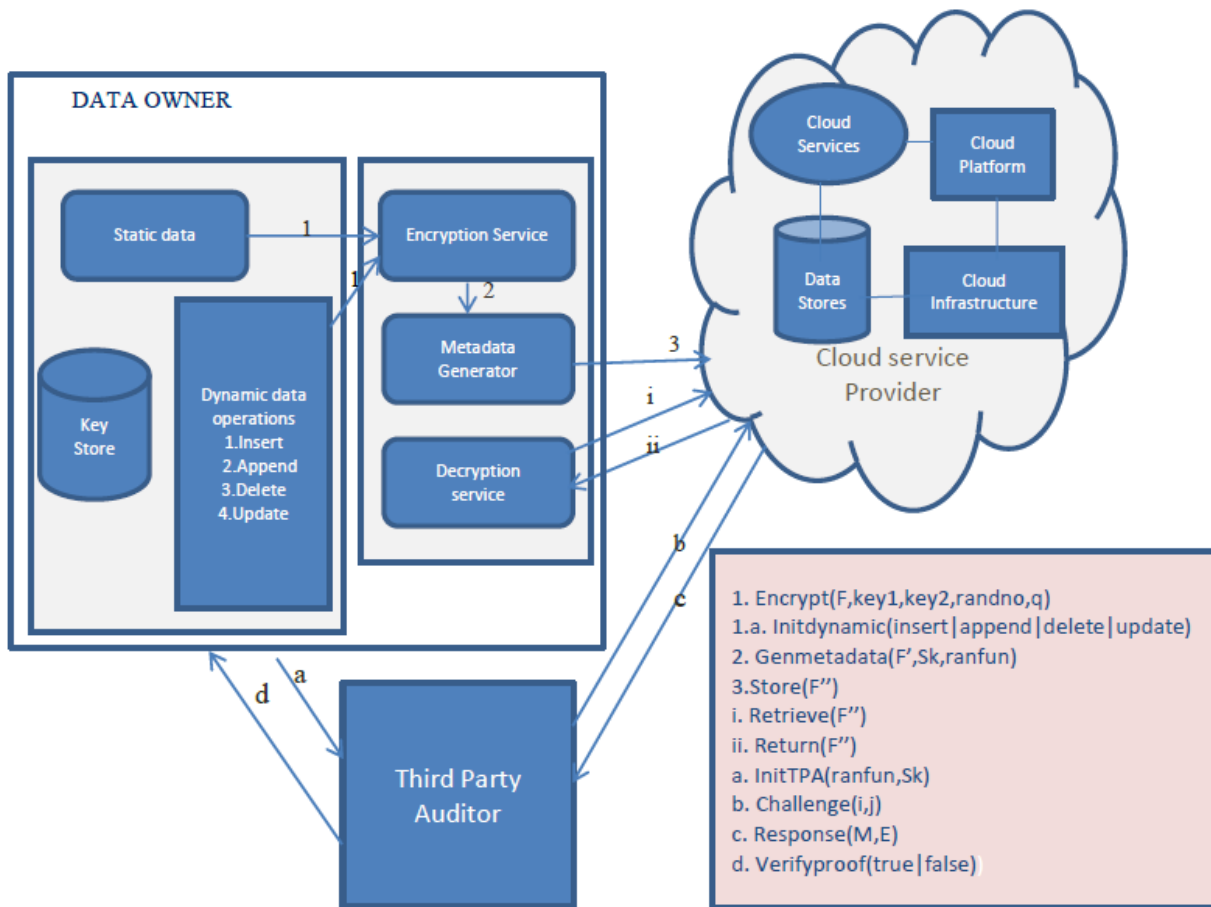 DATA OWNER
Static data
1
Encryption Service
1
2
Metadata
Generator
3
Key
Store
Dynamic data
operations
1.Insert
2.Append
3.Delete
4.Update
Decryption
service
i
ii
Cloud
Services
Cloud
Platform
Data
Stores
Cloud
Infrastructure
Cloud service
Provider
b
c
a
d
Third Party
Auditor
1. Encrypt(F,key1,key2,randno,q)
1.a. Initdynamic(insert|append|delete|update)
2. Genmetadata(F’,Sk,ranfun)
3.Store(F’’)
i. Retrieve(F’’)
ii. Return(F’’)
a. InitTPA(ranfun,Sk)
b. Challenge(i,j)
c. Response(M,E)
d. Verifyproof(true|false))